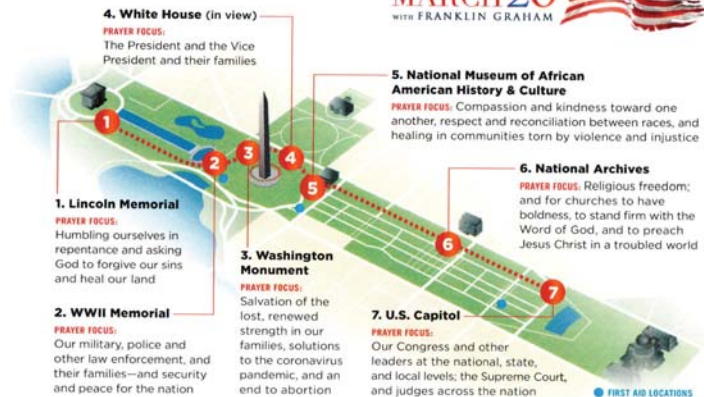 MARCH 20
WITH FRANKLIN GRAHAM
4. White House (in view)
PRAYER FOCUS:
The President and the Vice
President and their families
5. National Museum of African
American History & Culture
PRAYER FOCUS: Compassion and kindness toward one
another, respect and reconciliation between races, and
healing in communities torn by violence and injustice
6. National Archives
PRAYER FOCUS: Religious freedom;
and for churches to have
boldness, to stand firm with the
Word of God, and to preach
Jesus Christ in a troubled world
1
2
3
4
5
6
7
1. Lincoln Memorial
PRAYER FOCUS:
Humbling ourselves in
repentance and asking
God to forgive our sins
and heal our land
2. WWII Memorial
PRAYER FOCUS:
Our military, police and
other law enforcement, and
their families—and security
and peace for the nation
3. Washington
Monument
PRAYER FOCUS:
Salvation of the
lost, renewed
strength in our
families, solutions
to the coronavirus
pandemic, and an
end to abortion
7. U.S. Capitol
PRAYER FOCUS:
Our Congress and other
leaders at the national, state,
and local levels; the Supreme Court,
and judges across the nation
FIRST AID LOCATIONS